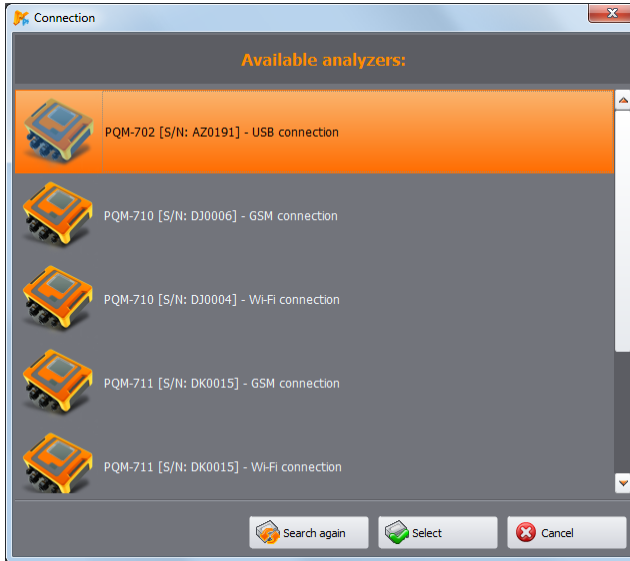 Connection
Available analyzers:
PQM-702 [S/N: AZ0191] - USB connection
PQM-710 [S/N: DJ0006] - GSM connection
PQM-710 [S/N: DJ0004] - Wi-Fi connection
PQM-711 [S/N: DK0015] - GSM connection
PQM-711 [S/N: DK0015] - Wi-Fi connection
Search again
Select
Cancel